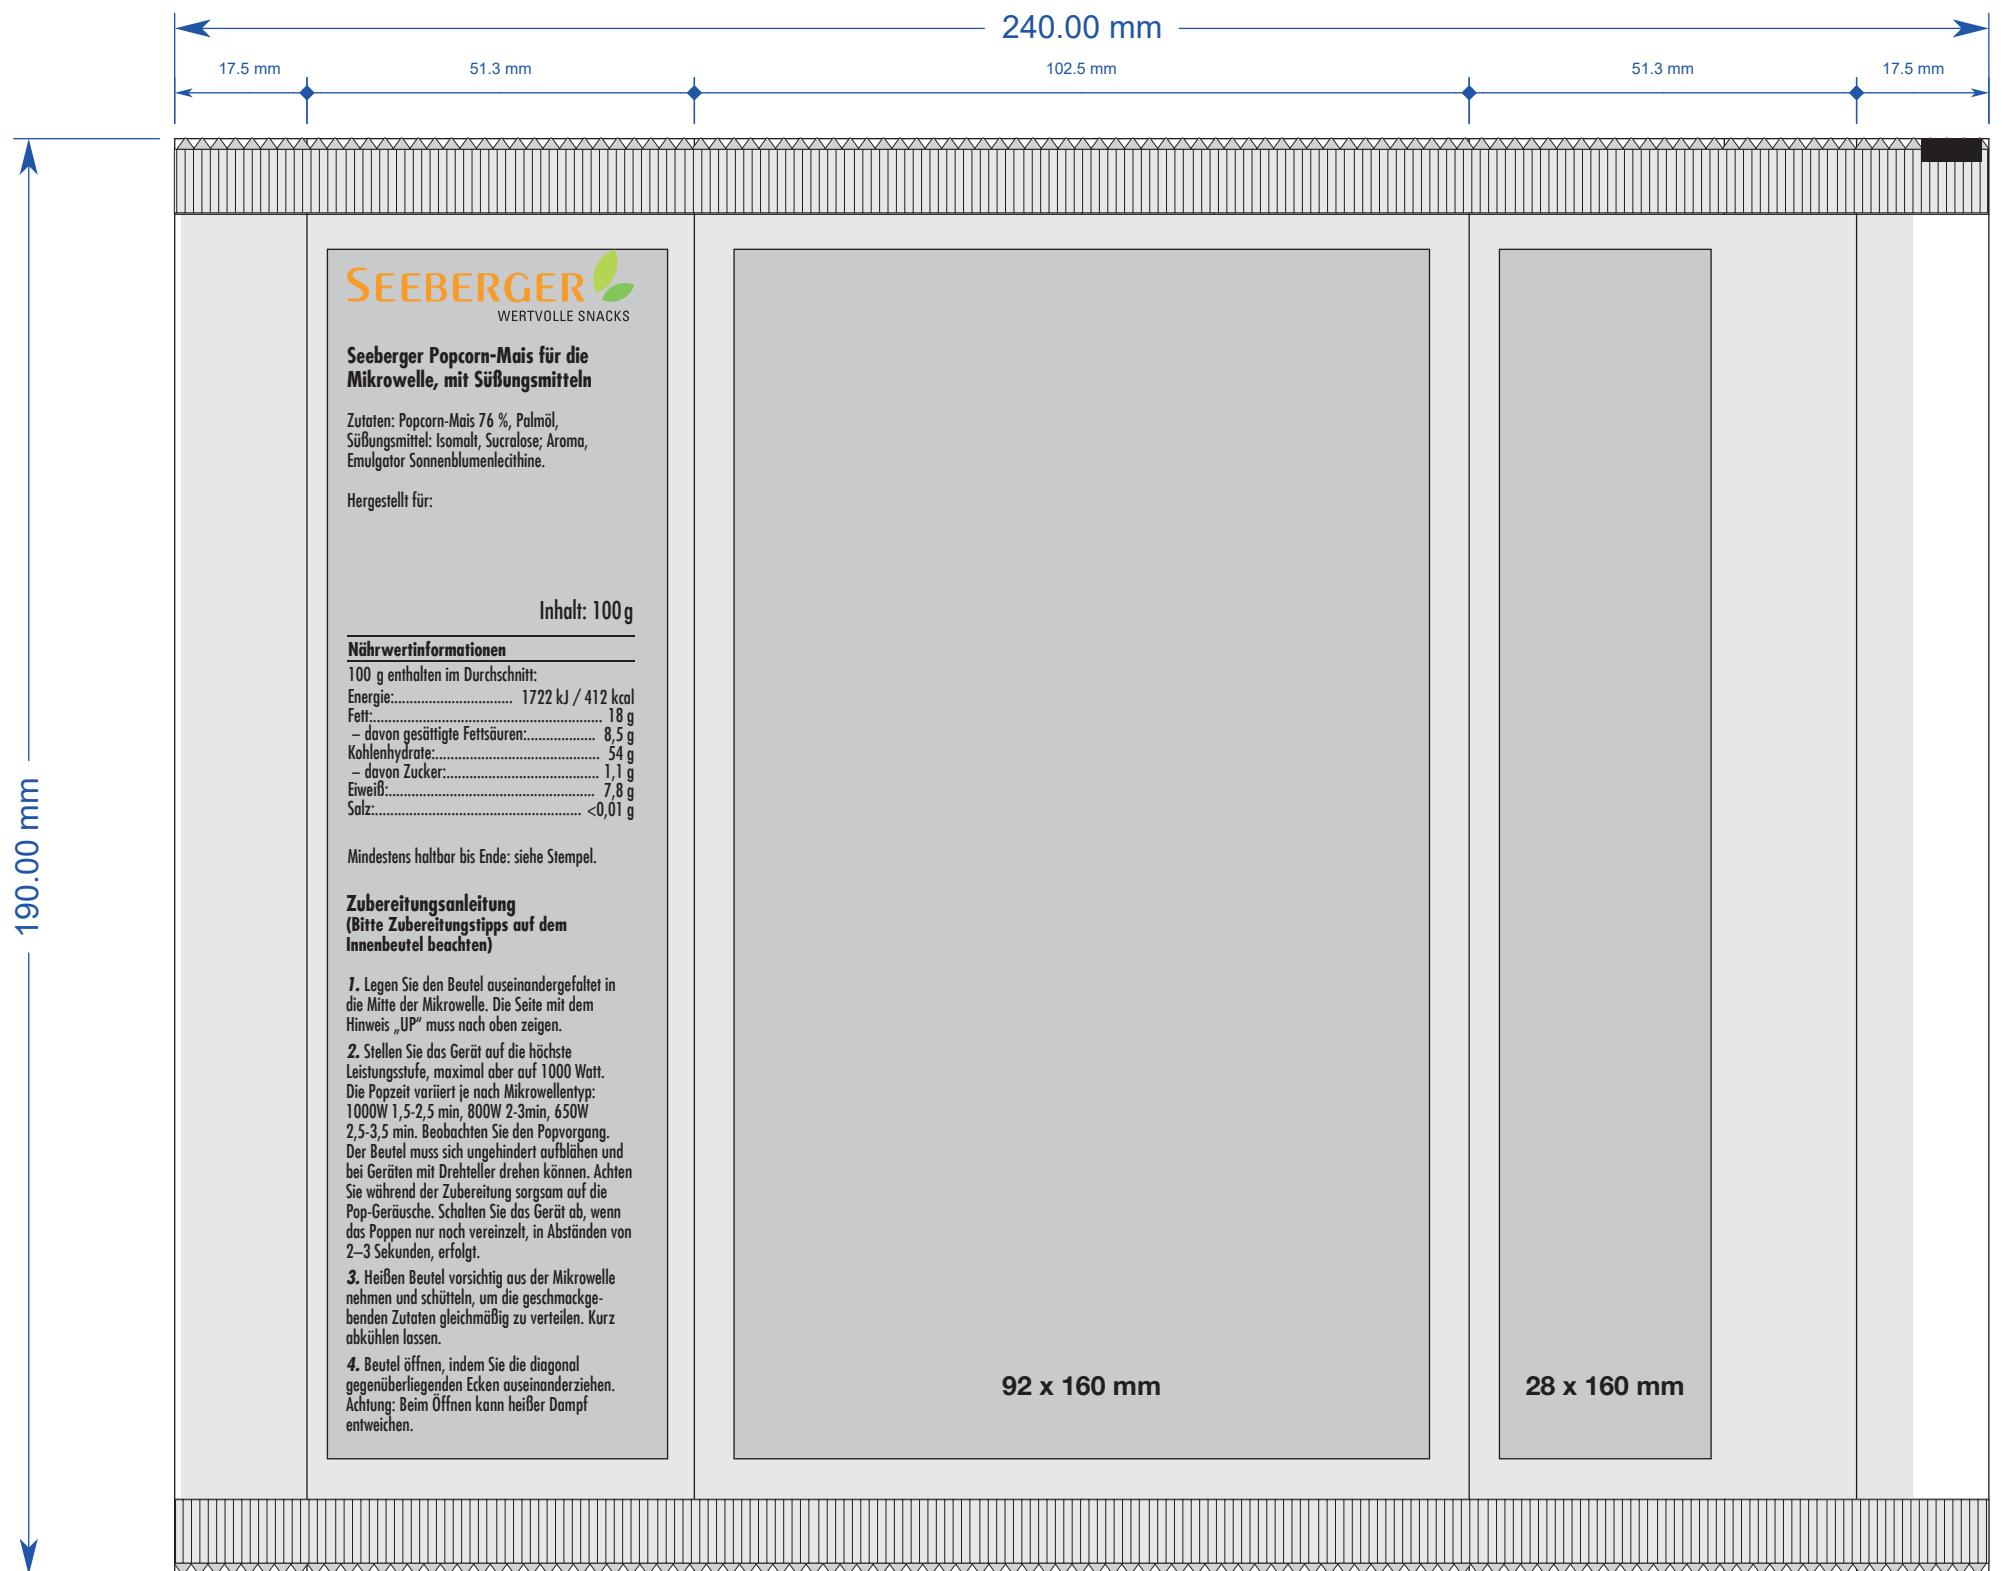 240.00 mm
17.5 mm 51.3 mm 102.5 mm 51.3 mm 17.5 mm
190.00 mm
SEEBERGER
WERTVOLLE SNACKS
Seeberger Popcorn-Mais für die
Mikrowelle, mit Süßungsmitteln
Zutaten: Popcorn-Mais 76 %, Palmöl,
Süßungsmittel: Isomalt, Sucralose; Aroma,
Emulgator Sonnenblumenlecithine.
Hergestellt für:
Inhalt: 100 g
Nährwertinformationen
100 g enthalten im Durchschnitt:
Energie:............................... 1722 kJ / 412 kcal
Fett:............................................................ 18 g
– davon gesättigte Fettsäuren:.................. 8,5 g
Kohlenhydrate:........................................... 54 g
– davon Zucker:........................................ 1,1 g
Eiweiß:...................................................... 7,8 g
Salz:...................................................... <0,01 g
Mindestens haltbar bis Ende: siehe Stempel.
Zubereitungsanleitung
(Bitte Zubereitungstipps auf dem
Innenbeutel beachten)
1. Legen Sie den Beutel auseinandergefaltet in
die Mitte der Mikrowelle. Die Seite mit dem
Hinweis „UP“ muss nach oben zeigen.
2. Stellen Sie das Gerät auf die höchste
Leistungsstufe, maximal aber auf 1000 Watt.
Die Popzeit variiert je nach Mikrowellentyp:
1000W 1,5-2,5 min, 800W 2-3min, 650W
2,5-3,5 min. Beobachten Sie den Popvorgang.
Der Beutel muss sich ungehindert aufblähen und
bei Geräten mit Drehteller drehen können. Achten
Sie während der Zubereitung sorgsam auf die
Pop-Geräusche. Schalten Sie das Gerät ab, wenn
das Poppen nur noch vereinzelt, in Abständen von
2–3 Sekunden, erfolgt.
3. Heißen Beutel vorsichtig aus der Mikrowelle
nehmen und schütteln, um die geschmackge-
benden Zutaten gleichmäßig zu verteilen. Kurz
abkühlen lassen.
4. Beutel öffnen, indem Sie die diagonal
gegenüberliegenden Ecken auseinanderziehen.
Achtung: Beim Öffnen kann heißer Dampf
entweichen.
92 x 160 mm
28 x 160 mm